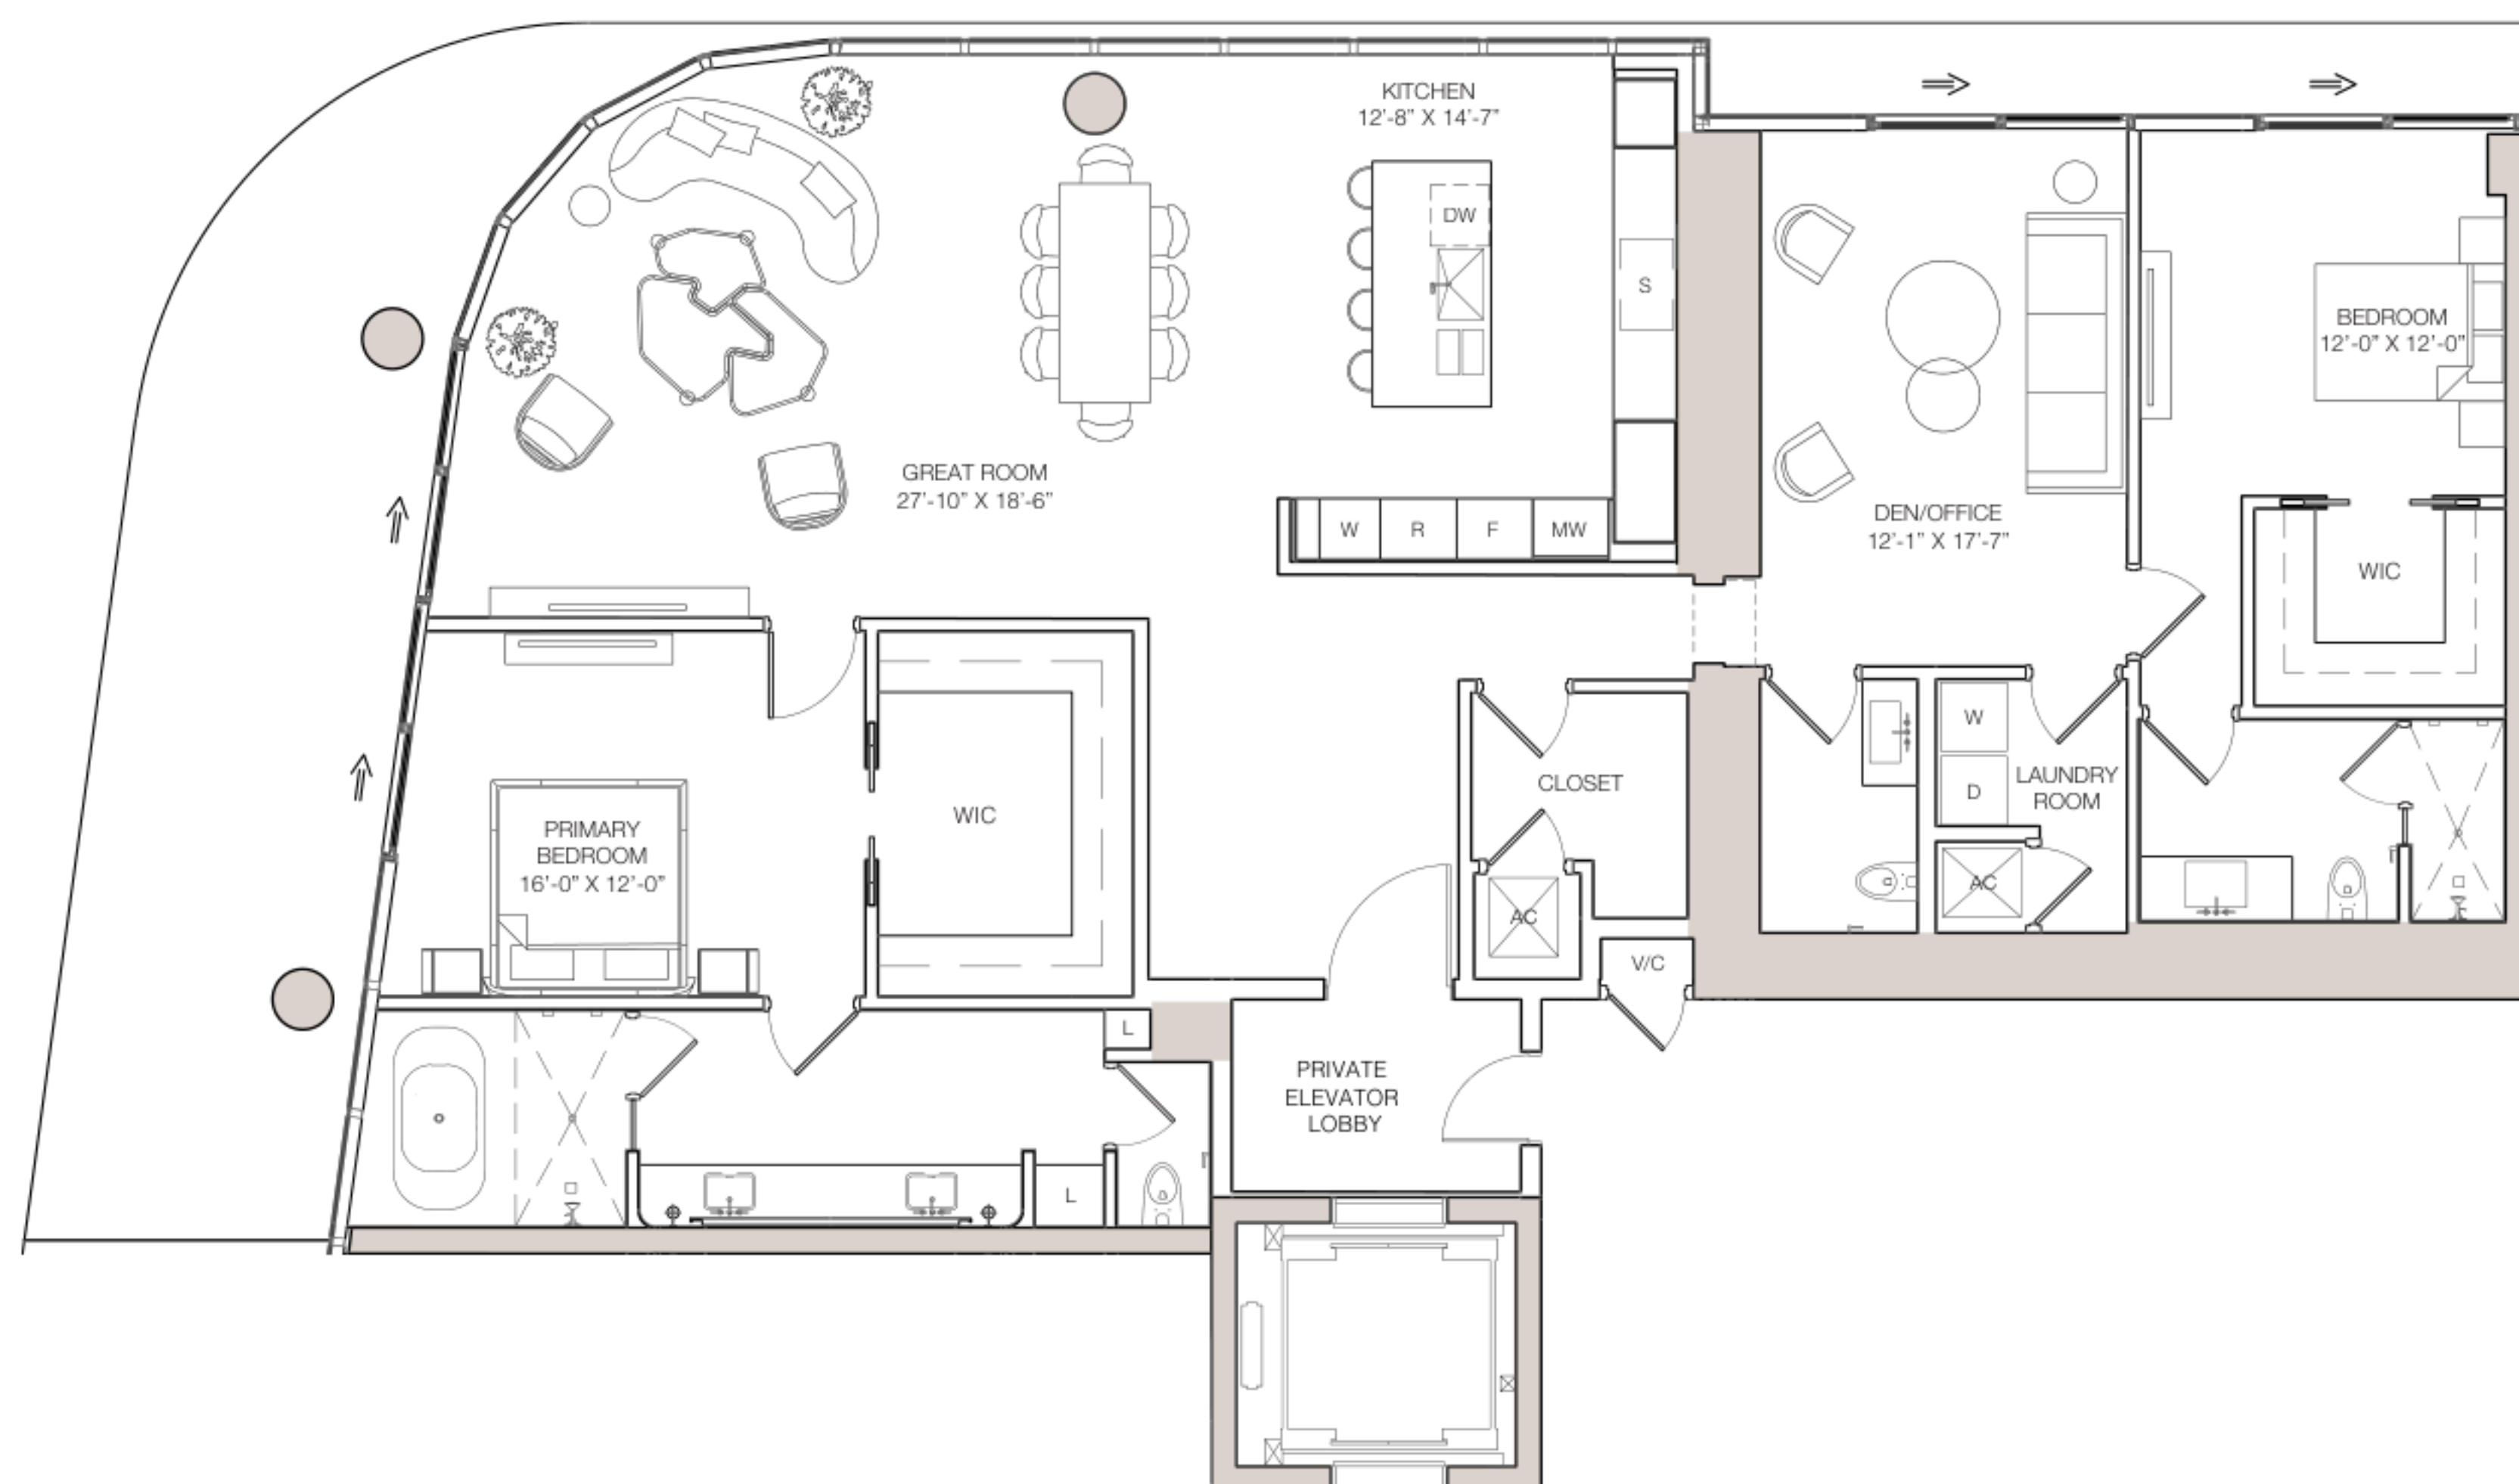 KITCHEN
12'-8" X 14'-7"
DW
S
BEDROOM
12'-0" X 12'-0"
GREAT ROOM
27'-10" X 18'-6"
W
R
F
MW
DEN/OFFICE
12'-1" X 17'-7"
WIC
PRIMARY
BEDROOM
16'-0" X 12'-0"
WIC
CLOSET
AC
V/C
W
D
LAUNDRY
ROOM
AC
L
PRIVATE
ELEVATOR
LOBBY
L